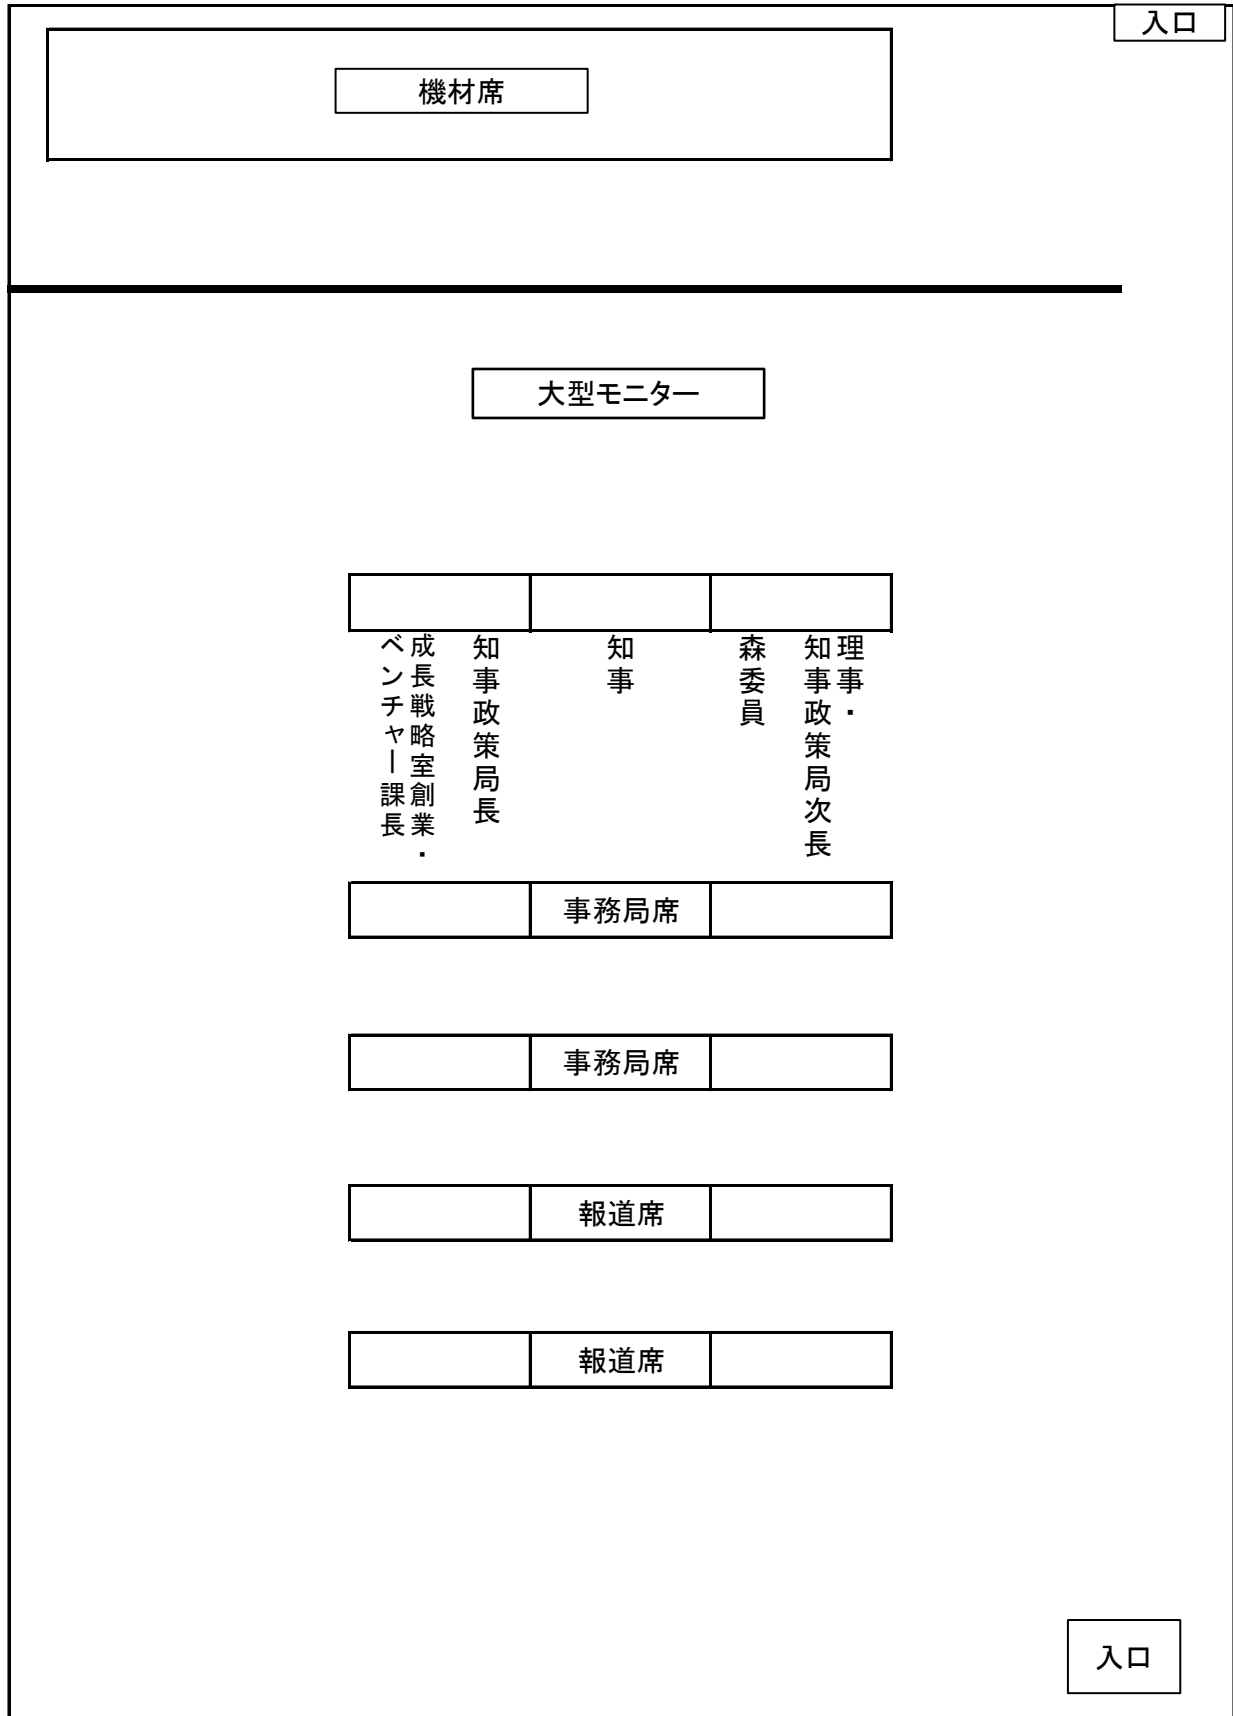 入口
機材席
大型モニター
理事・
知事政策局次長
森委員
知事
知事政策局長
成長戦略室創業・
ベンチャー課長
事務局席
事務局席
報道席
報道席
入口